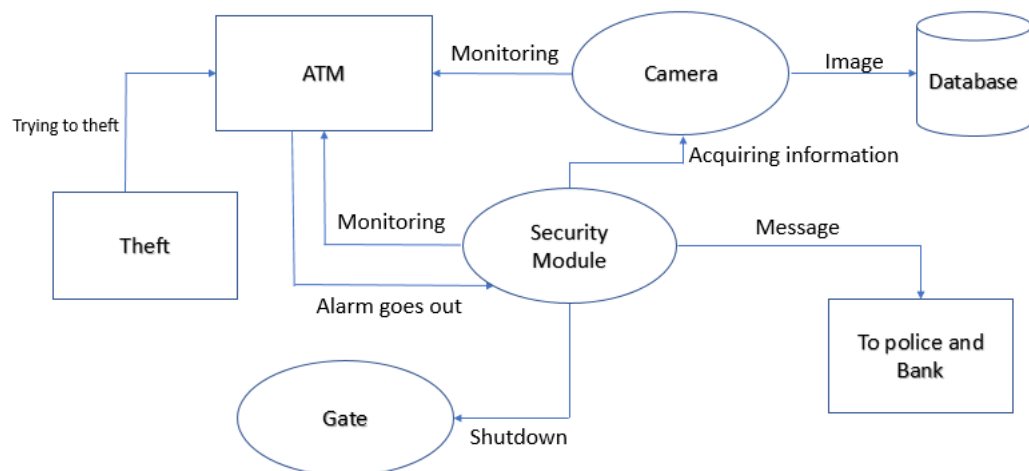 ATM
Monitoring
Camera
Image
Database
Trying to theft
Acquiring information
Theft
Monitoring
Security
Module
Message
Alarm goes out
To police and
Bank
Gate
Shutdown